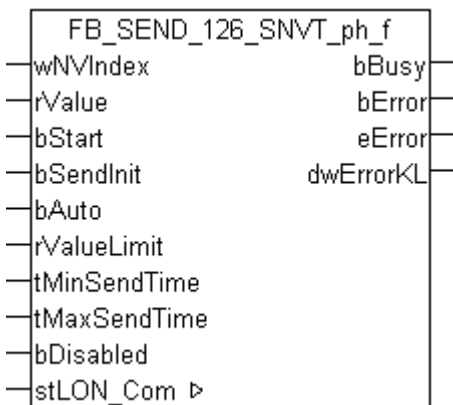 FB_SEND_126_SNVT_ph_f
wNVIndex bBusy
rValue bError
bStart eError
bSendInit dwErrorKL
bAuto
rValueLimit
tMinSendTime
tMaxSendTime
bDisabled
stLON_Com ▷